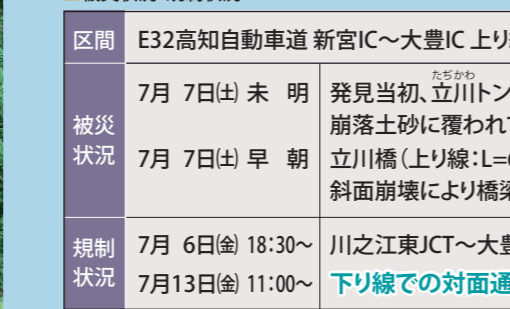 区間 E32高知自動車道 新宮IC～大豊IC 上り
被災状況 7月 7日(土) 未 明 発見当初、立川トン
たぢかわ
崩落土砂に覆われ
7月 7日(土) 早 朝 立川橋（上り線：L=
斜面崩壊により橋
規制状況 7月 6日(金) 18:30～ 川之江東JCT～大
7月13日(金) 11:00～ 下り線での対面通